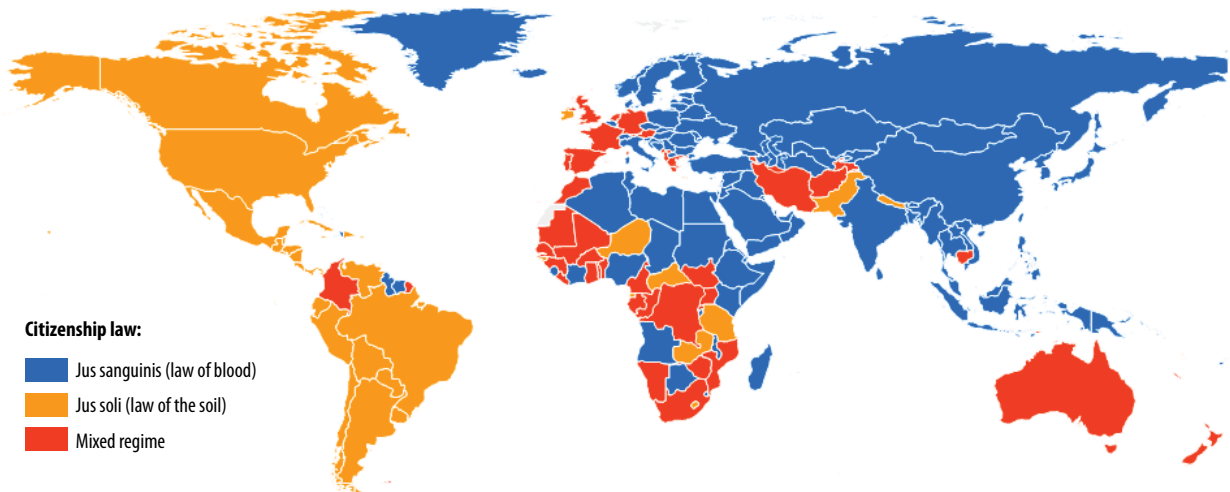 Citizenship law:
Jus sanguinis (law of blood)
Jus soli (law of the soil)
Mixed regime